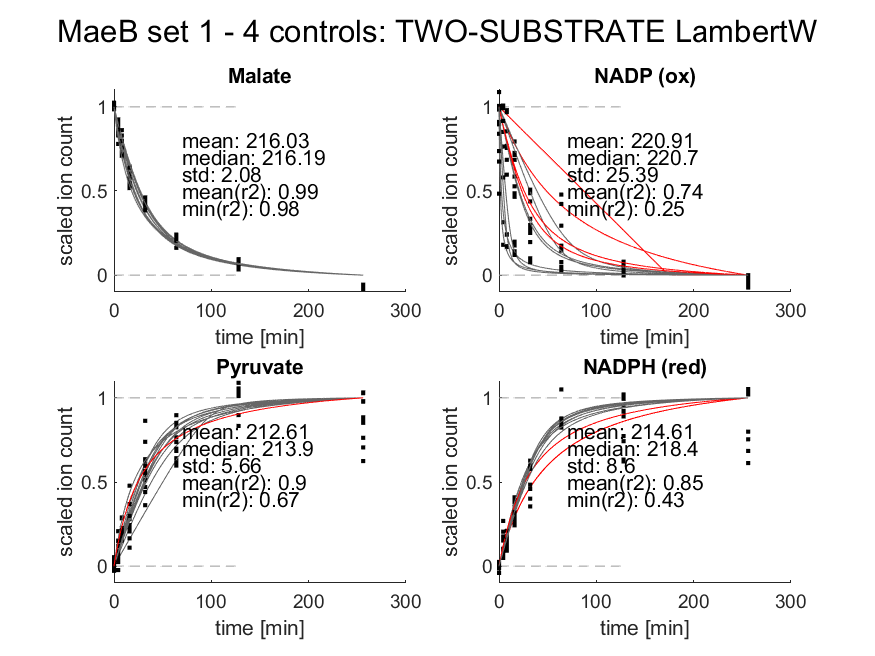 MaeB set 1 - 4 controls: TWO-SUBSTRATE LambertW
Malate
scaled ion count
1
0.5
0
mean: 216.03
median: 216.19
std: 2.08
mean(r2): 0.99
min(r2): 0.98
0 100 200 300
time [min]
NADP (ox)
scaled ion count
1
0.5
0
mean: 220.91
median: 220.7
std: 25.39
mean(r2): 0.74
min(r2): 0.25
0 100 200 300
time [min]
Pyruvate
scaled ion count
1
0.5
0
mean: 212.61
median: 213.9
std: 5.66
mean(r2): 0.9
min(r2): 0.67
0 100 200 300
time [min]
NADPH (red)
scaled ion count
1
0.5
0
mean: 214.61
median: 218.4
std: 8.6
mean(r2): 0.85
min(r2): 0.43
0 100 200 300
time [min]